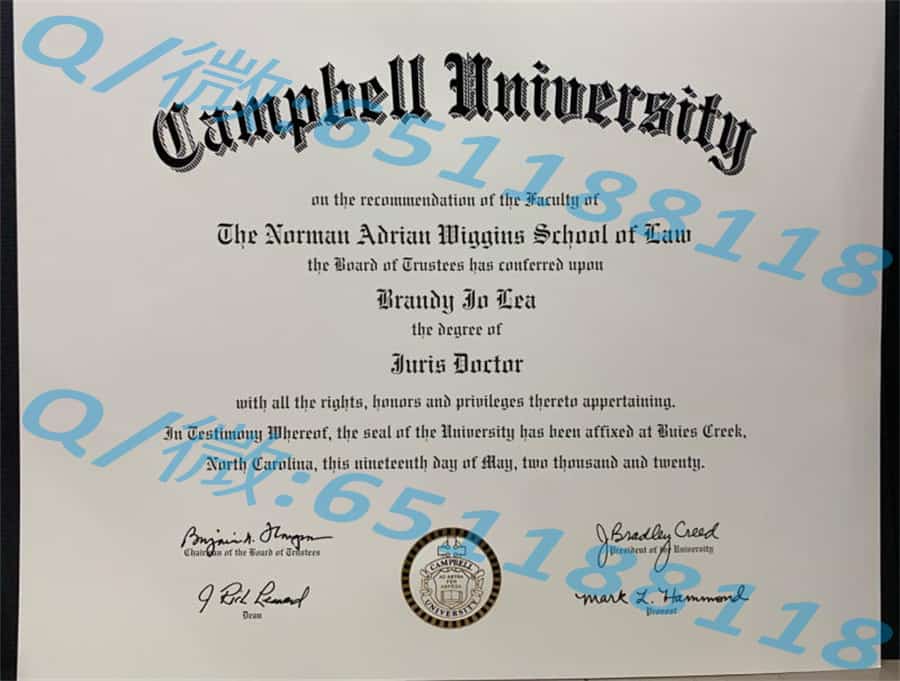 Campbell University
on the recommendation of the Faculty of
The Norman Adrian Wiggins School of Law
the Board of Trustees has conferred upon
Brandy Jo Lea
the degree of
Juris Doctor
with all the rights, honors and privileges thereto appertaining.
In Testimony Whereof, the seal of the University has been affixed at Buies Creek,
North Carolina, this nineteenth day of May, two thousand and twenty.
Chairman of the Board of Trustees
J Bradley Creed
President of the University
Dean
Mark L. Hammond
Provost
CAMPBELL
UNIVERSITY
Q/微:651188118
Q/微:651188118